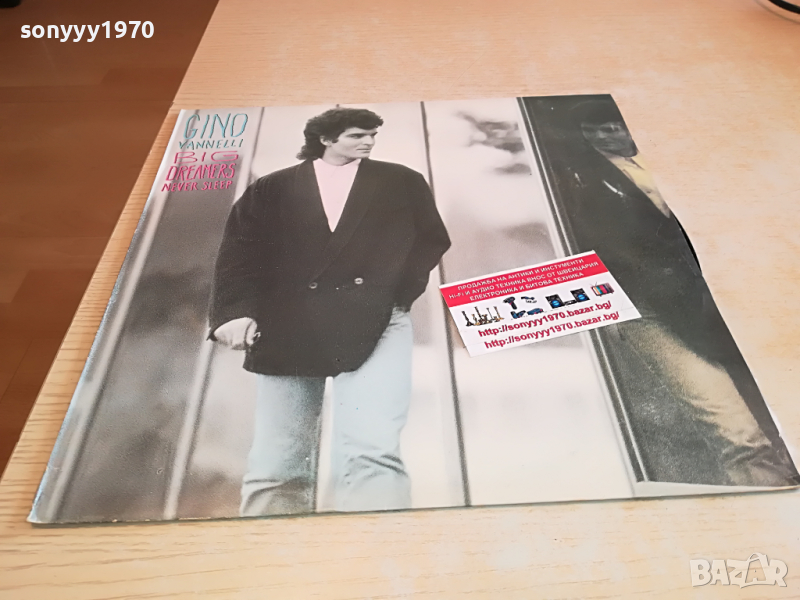 sonyyy1970
GINO
VANNELLI
BIG
DREAMERS
NEVER SLEEP
ПРОДАЖБА НА АНТИКИ И ИНСТУМЕНТИ
Hi-Fi И АУДИО ТЕХНИКА ВНОС ОТ ШВЕЙЦАРИЯ
ЕЛЕКТРОНИКА И БИТОВА ТЕХНИКА
http://sonyyy1970.bazar.bg/
http://sonyyy1970.bazar.bg/
BAZAR